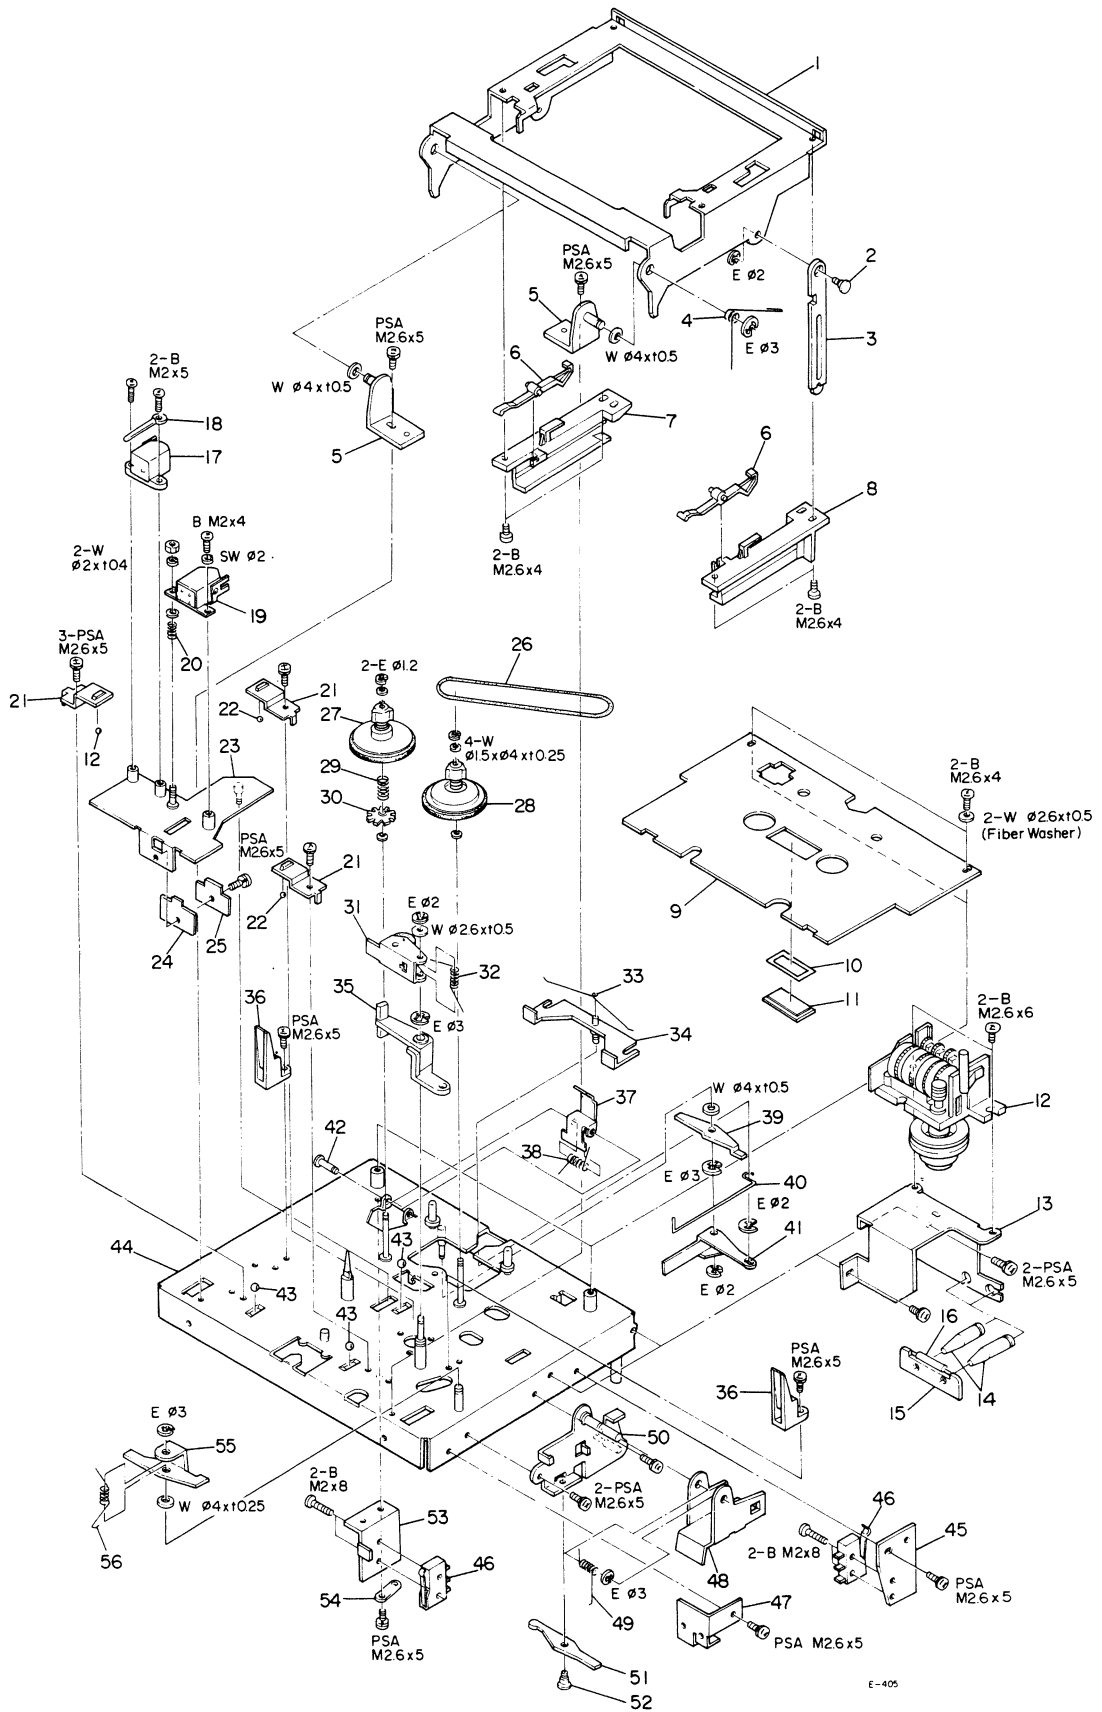 1
PSA
M2.6x5
E Ø2
2
5
4
E Ø3
3
W Ø4xt0.5
PSA
M2.6x5
6
W Ø4xt0.5
2-B
M2x5
18
17
5
7
6
8
B M2x4
2-W
Ø2xt0.4
SW Ø2
19
20
2-B
M2.6x4
2-B
M2.6x4
3-PSA
M2.6x5
21
12
2-E Ø1.2
26
21
22
27
4-W
Ø1.5xØ4xt0.25
23
29
30
28
2-B
M2.6x4
2-W Ø2.6xt0.5
(Fiber Washer)
PSA
M2.6x5
21
22
9
24
25
E Ø2
W Ø2.6xt0.5
31
32
33
10
11
35
E Ø3
34
36
PSA
M2.6x5
2-B
M2.6x6
12
37
W Ø4xt0.5
39
38
42
E Ø3
40
E Ø2
13
44
43
43
41
E Ø2
2-PSA
M2.6x5
43
16
PSA
M2.6x5
36
15
14
E Ø3
55
50
2-B
M2x8
2-PSA
M2.6x5
W Ø4xt0.25
53
46
45
56
46
2-B M2x8
48
54
E Ø3
47
PSA
M2.6x5
49
PSA
M2.6x5
PSA M2.6x5
51
52
E-405